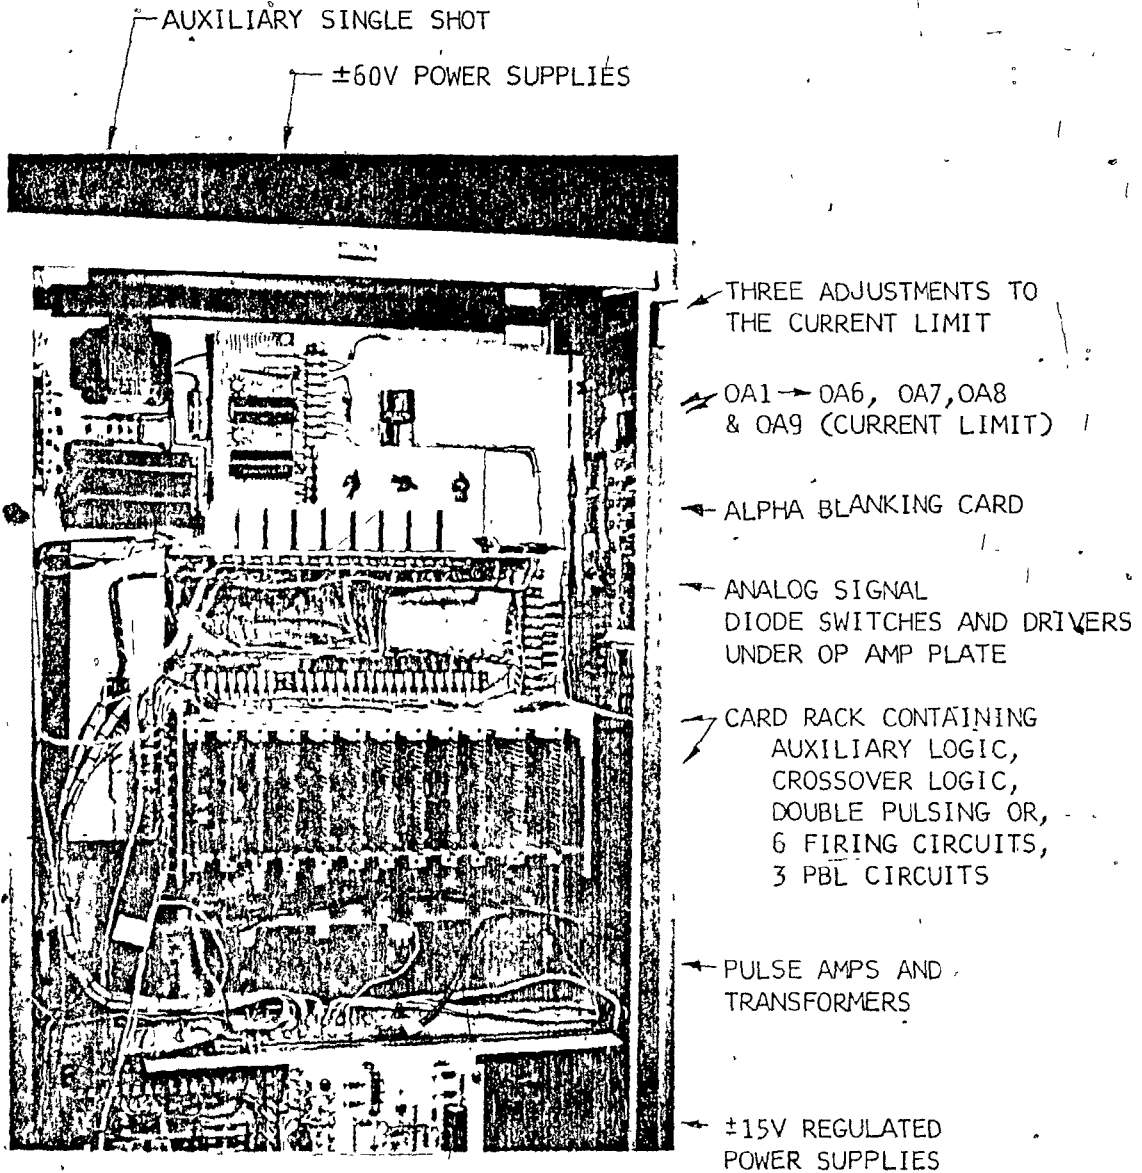 AUXILIARY SINGLE SHOT
±60V POWER SUPPLIES
THREE ADJUSTMENTS TO
THE CURRENT LIMIT
OA1→OA6, OA7,OA8
& OA9 (CURRENT LIMIT)
ALPHA BLANKING CARD
ANALOG SIGNAL
DIODE SWITCHES AND DRIVERS
UNDER OP AMP PLATE
CARD RACK CONTAINING
AUXILIARY LOGIC,
CROSSOVER LOGIC,
DOUBLE PULSING OR,
6 FIRING CIRCUITS,
3 PBL CIRCUITS
PULSE AMPS AND
TRANSFORMERS
±15V REGULATED
POWER SUPPLIES